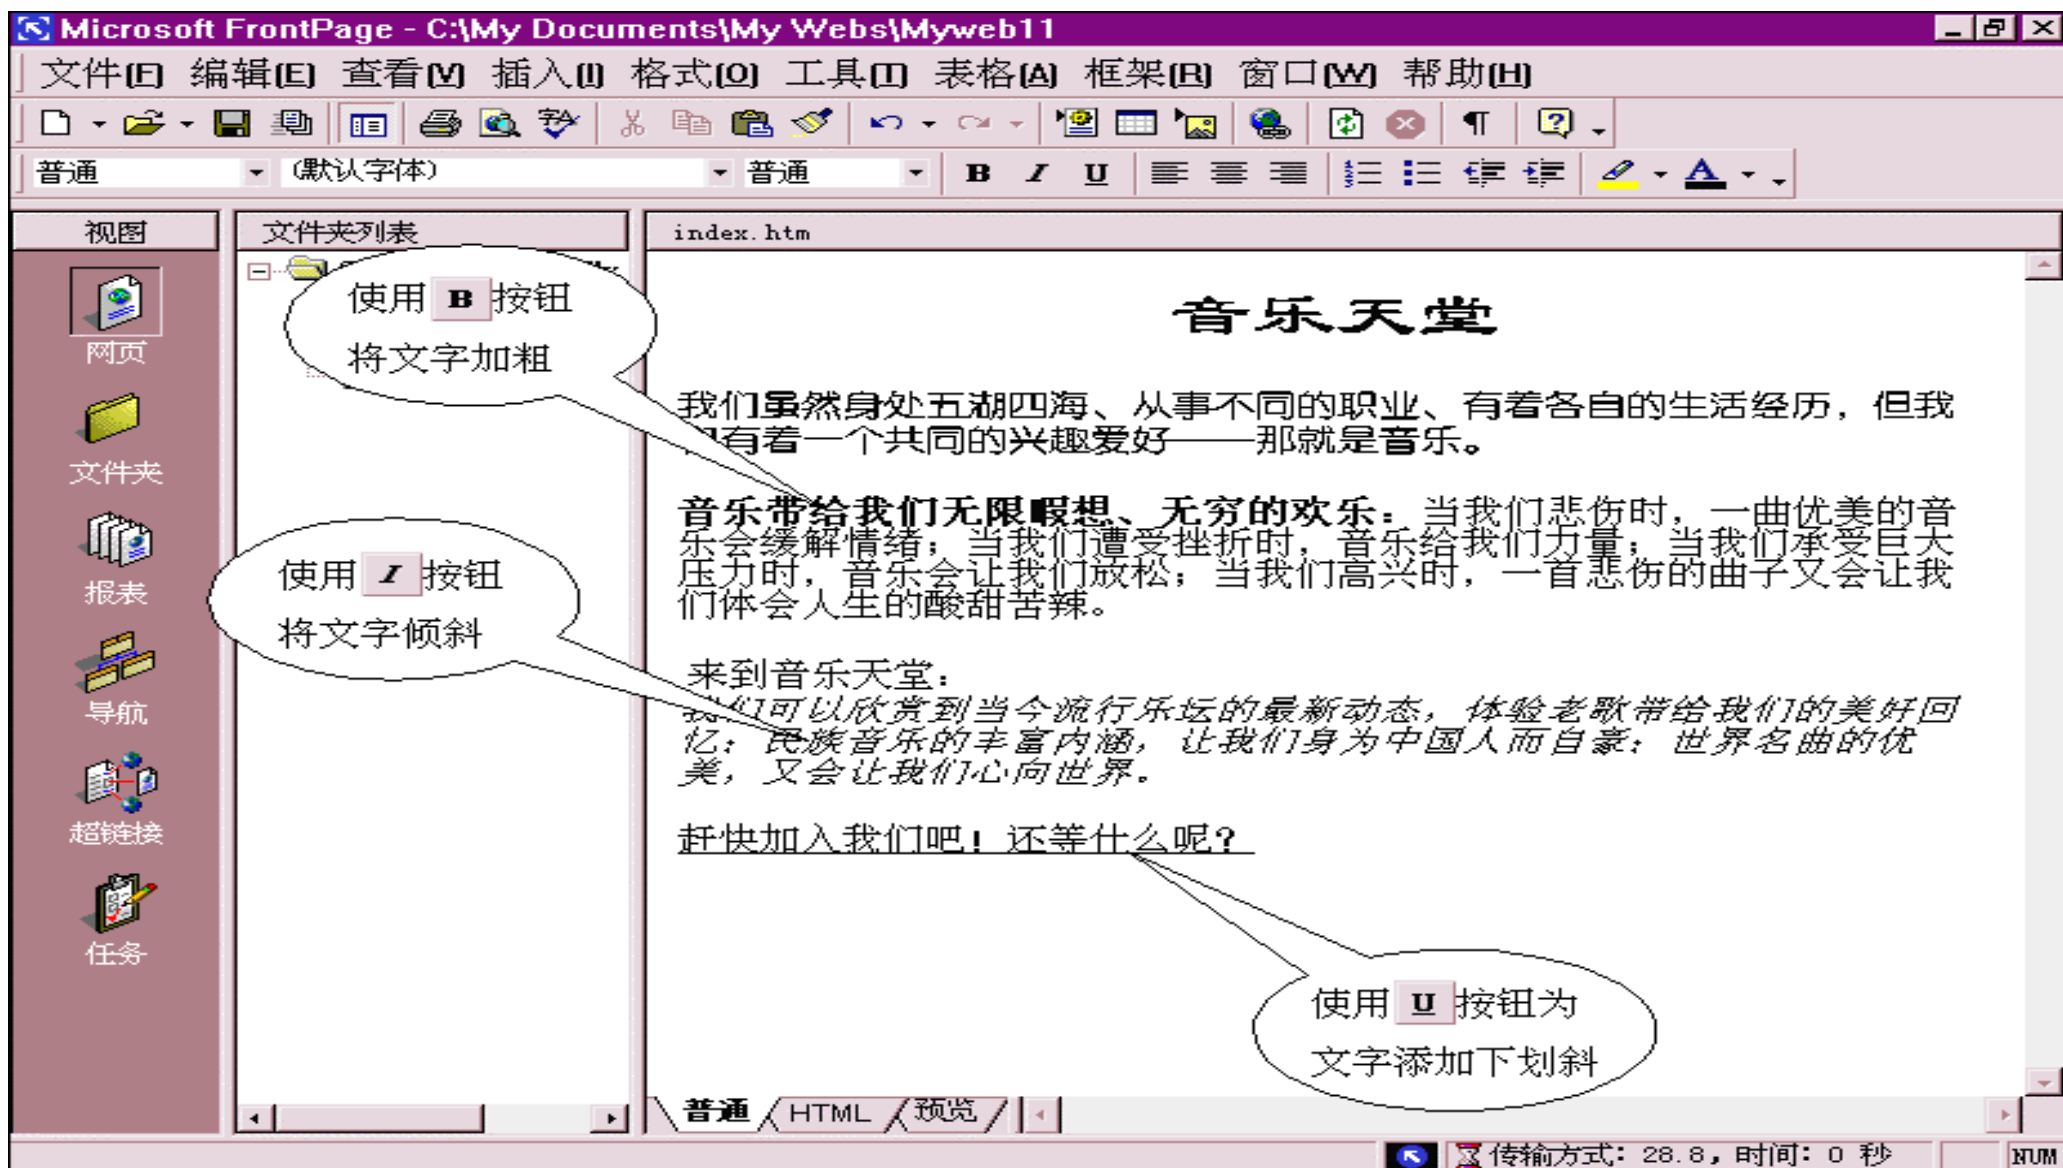 Microsoft FrontPage - C:\My Documents\My Webs\Myweb11
文件(F) 编辑(E) 查看(V) 插入(I) 格式(O) 工具(T) 表格(A) 框架(R) 窗口(W) 帮助(H)
普通 (默认字体) 普通 B I U A
视图 文件夹列表 index.htm
网页
文件夹
报表
导航
超链接
任务
使用 B 按钮
将文字加粗
使用 I 按钮
将文字倾斜
音乐天堂
我们虽然身处五湖四海、从事不同的职业、有着各自的生活经历，但我
有着一个共同的兴趣爱好——那就是音乐。
音乐带给我们无限暇想、无穷的欢乐：当我们悲伤时，一曲优美的音
乐会缓解情绪；当我们遭受挫折时，音乐给我们力量；当我们承受巨大
压力时，音乐会让我们放松；当我们高兴时，一首悲伤的曲子又会让我
们体会人生的酸甜苦辣。
来到音乐天堂：
我们可以欣赏到当今流行乐坛的最新动态，体验老歌带给我们的美好回
忆；民族音乐的丰富内涵，让我们身为中国人而自豪；世界名曲的优
美，又会让我们心向世界。
赶快加入我们吧！还等什么呢？
使用 U 按钮为
文字添加下划斜
普通 HTML 预览
传输方式：28.8，时间：0 秒 NUM